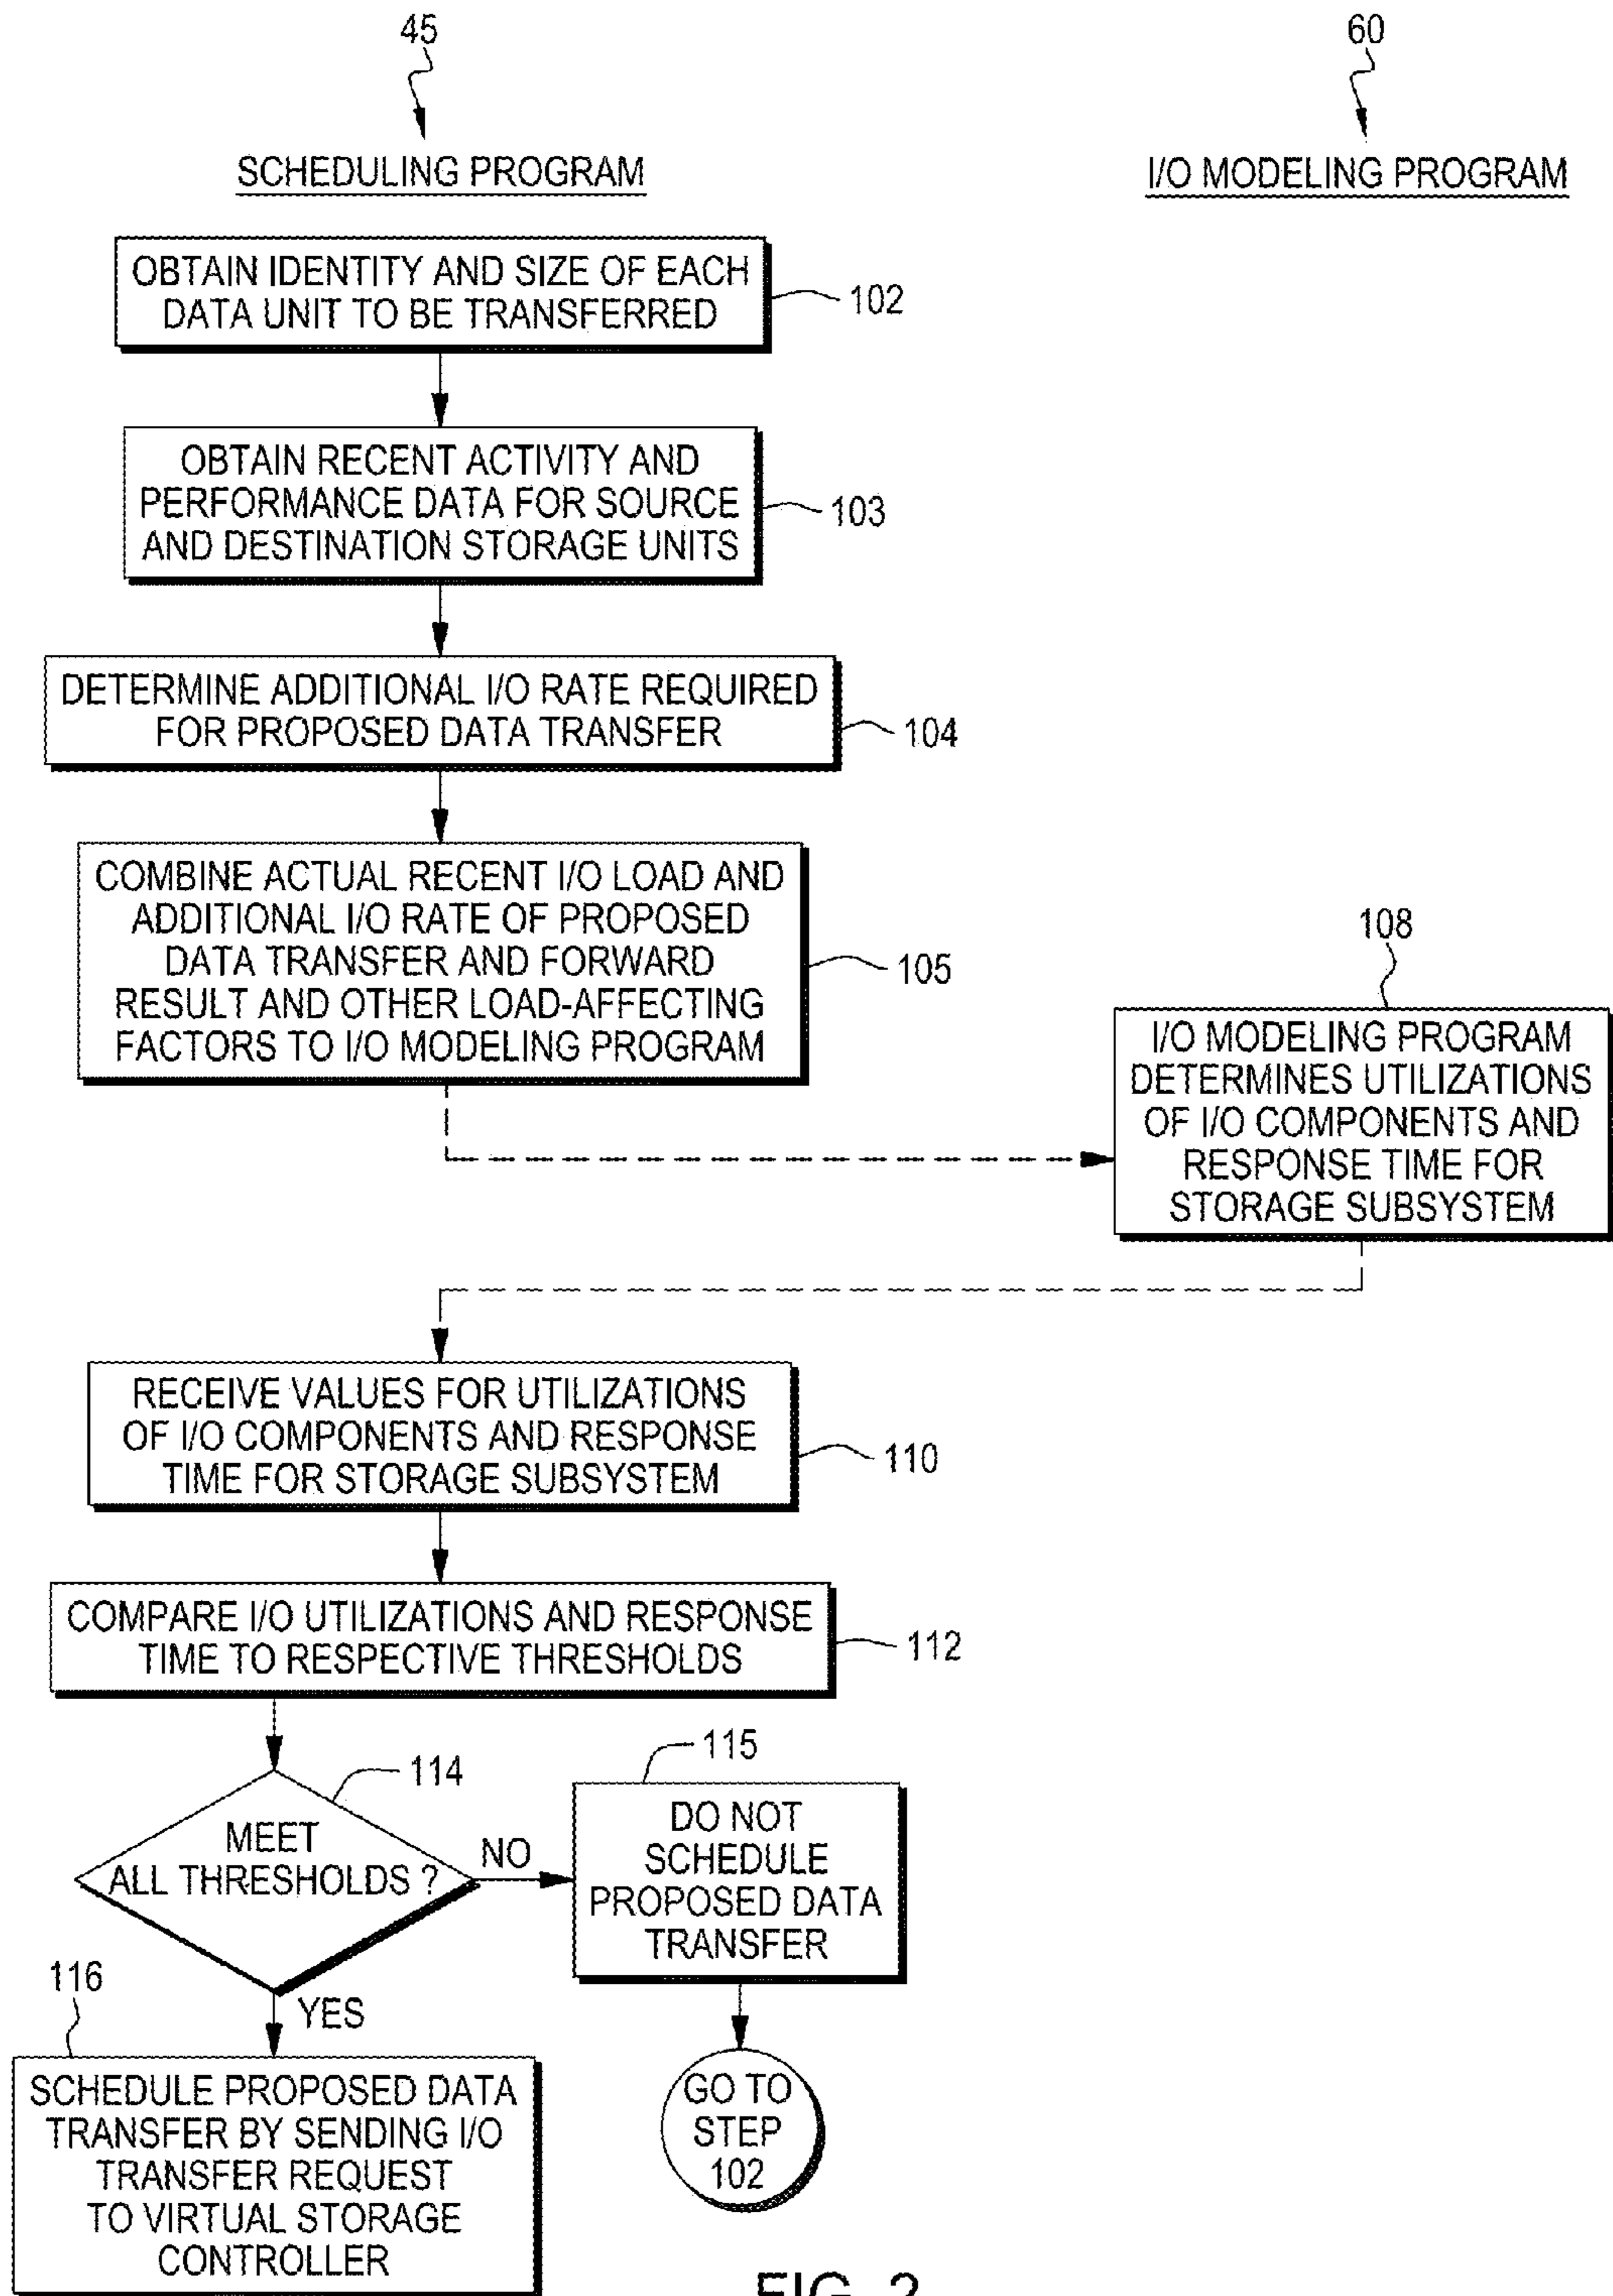 45
60
SCHEDULING PROGRAM
I/O MODELING PROGRAM
OBTAIN IDENTITY AND SIZE OF EACH
DATA UNIT TO BE TRANSFERRED
102
OBTAIN RECENT ACTIVITY AND
PERFORMANCE DATA FOR SOURCE
AND DESTINATION STORAGE UNITS
103
DETERMINE ADDITIONAL I/O RATE REQUIRED
FOR PROPOSED DATA TRANSFER
104
COMBINE ACTUAL RECENT I/O LOAD AND
ADDITIONAL I/O RATE OF PROPOSED
DATA TRANSFER AND FORWARD
RESULT AND OTHER LOAD-AFFECTING
FACTORS TO I/O MODELING PROGRAM
105
108
I/O MODELING PROGRAM
DETERMINES UTILIZATIONS
OF I/O COMPONENTS AND
RESPONSE TIME FOR
STORAGE SUBSYSTEM
RECEIVE VALUES FOR UTILIZATIONS
OF I/O COMPONENTS AND RESPONSE
TIME FOR STORAGE SUBSYSTEM
110
COMPARE I/O UTILIZATIONS AND RESPONSE
TIME TO RESPECTIVE THRESHOLDS
112
114
MEET
ALL THRESHOLDS ?
NO
YES
115
DO NOT
SCHEDULE
PROPOSED DATA
TRANSFER
GO TO
STEP
102
116
SCHEDULE PROPOSED DATA
TRANSFER BY SENDING I/O
TRANSFER REQUEST
TO VIRTUAL STORAGE
CONTROLLER
FIG. 2